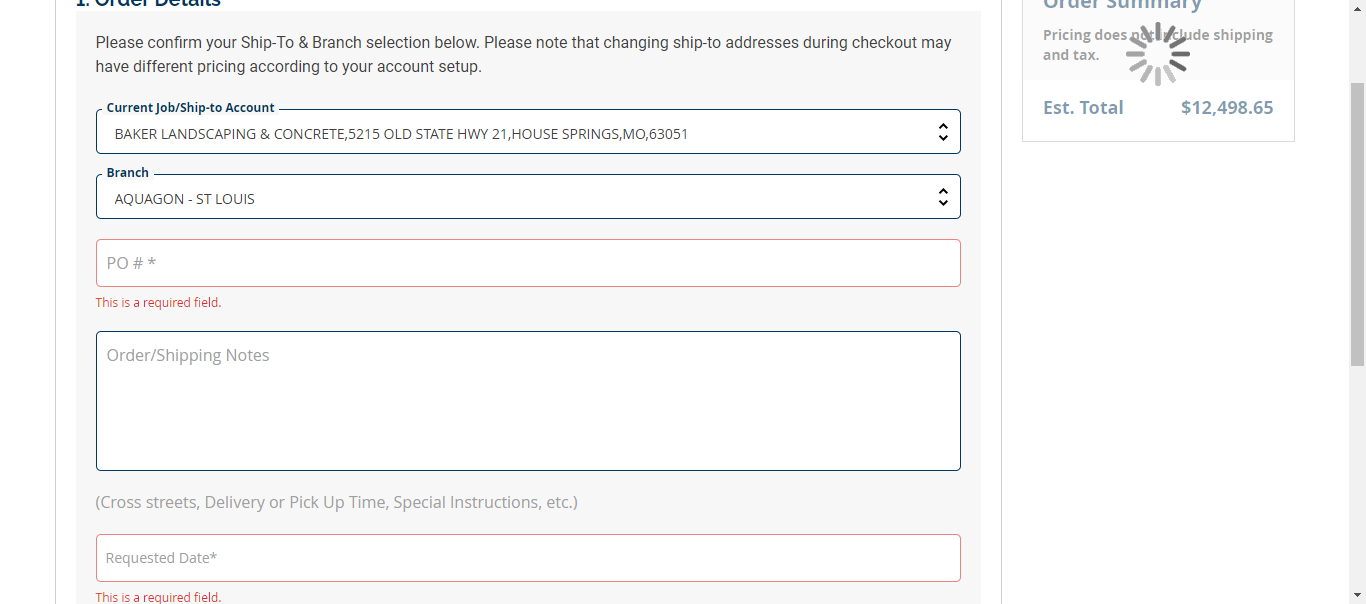 1. Order Details
Please confirm your Ship-To & Branch selection below. Please note that changing ship-to addresses during checkout may
have different pricing according to your account setup.
Current Job/Ship-to Account
BAKER LANDSCAPING & CONCRETE,5215 OLD STATE HWY 21,HOUSE SPRINGS,MO,63051
Branch
AQUAGON - ST LOUIS
PO # *
This is a required field.
Order/Shipping Notes
(Cross streets, Delivery or Pick Up Time, Special Instructions, etc.)
Requested Date*
This is a required field.
Order Summary
Pricing does not include shipping
and tax.
Est. Total $12,498.65